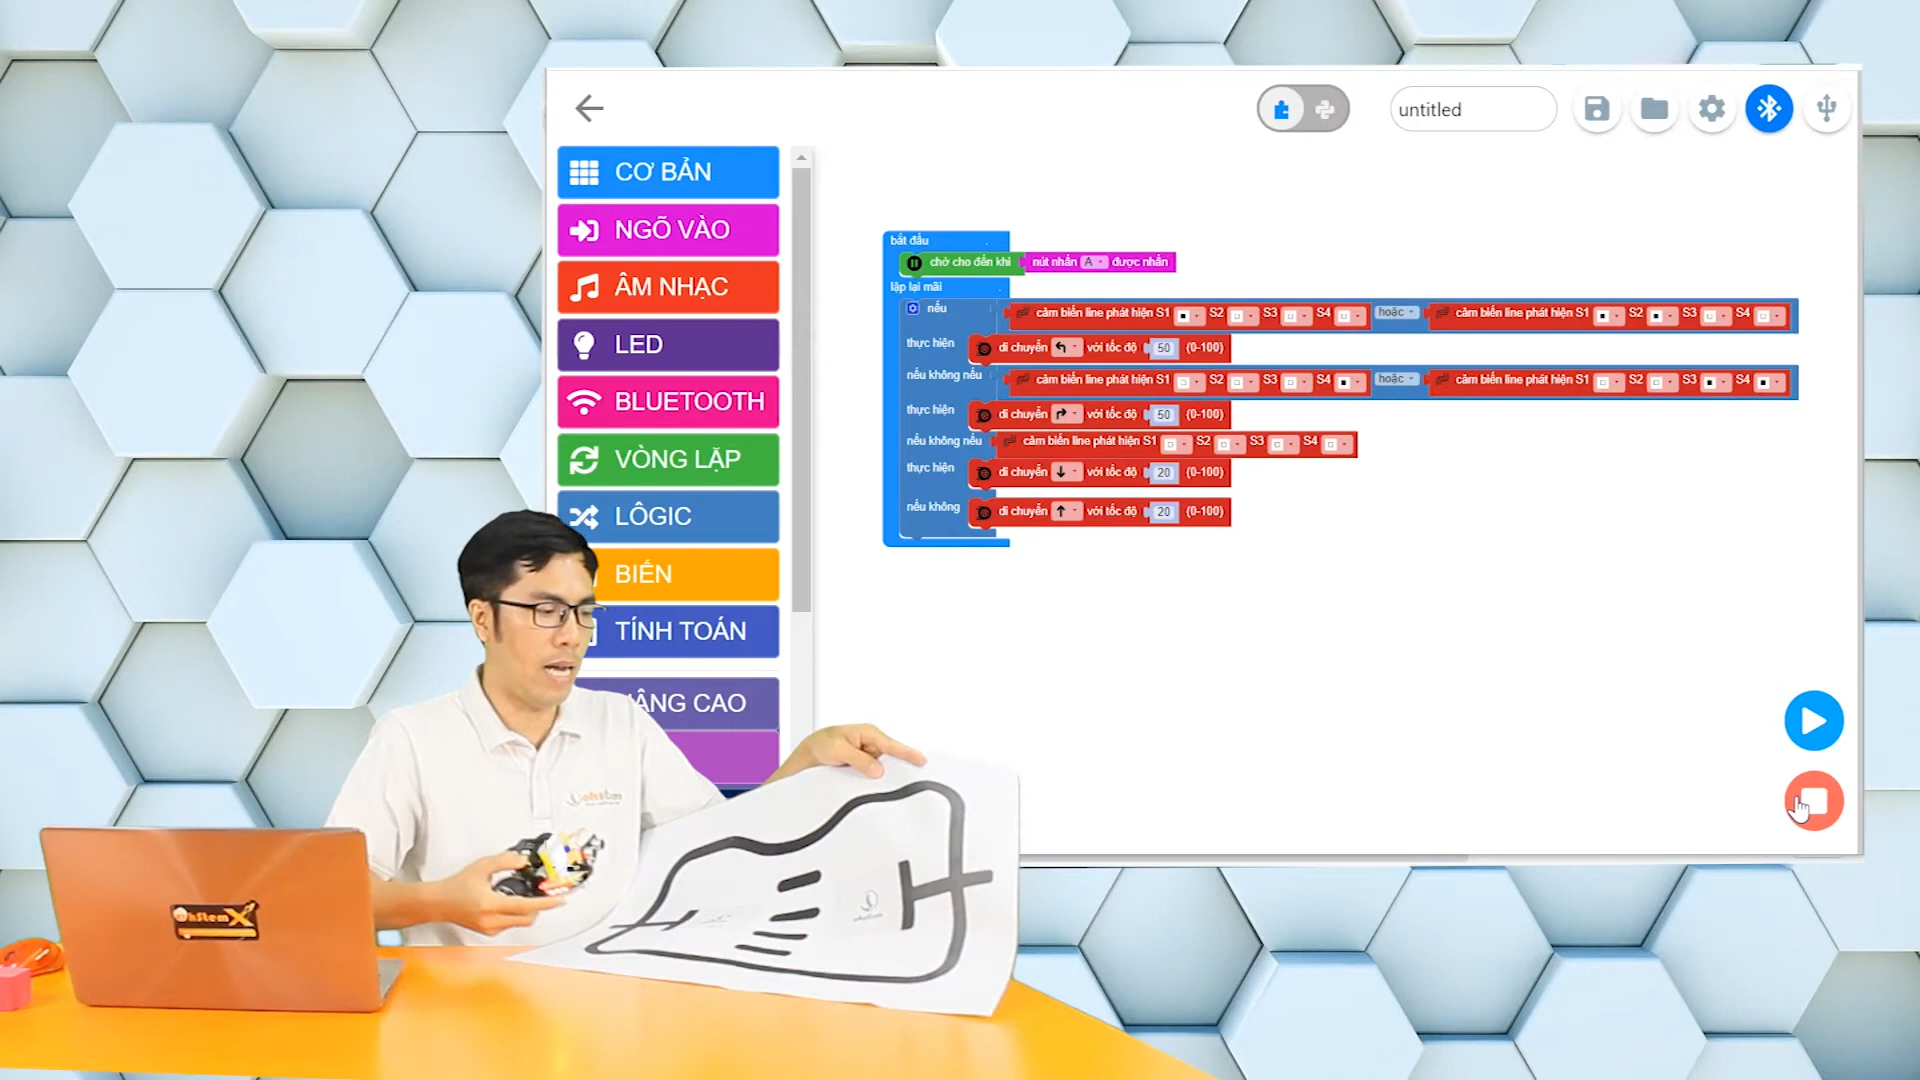 untitled
CƠ BẢN
NGÕ VÀO
ÂM NHẠC
LED
BLUETOOTH
VÒNG LẶP
LÔGIC
BIẾN
TÍNH TOÁN
NÂNG CAO
bắt đầu
chờ cho đến khi nút nhấn A được nhấn
lặp lại mãi
nếu cảm biến line phát hiện S1 S2 S3 S4 hoặc cảm biến line phát hiện S1 S2 S3 S4
thực hiện di chuyển với tốc độ 50 (0-100)
nếu không nếu cảm biến line phát hiện S1 S2 S3 S4 hoặc cảm biến line phát hiện S1 S2 S3 S4
thực hiện di chuyển với tốc độ 50 (0-100)
nếu không nếu cảm biến line phát hiện S1 S2 S3 S4
thực hiện di chuyển với tốc độ 20 (0-100)
nếu không di chuyển với tốc độ 20 (0-100)
ohstem
OhStem X